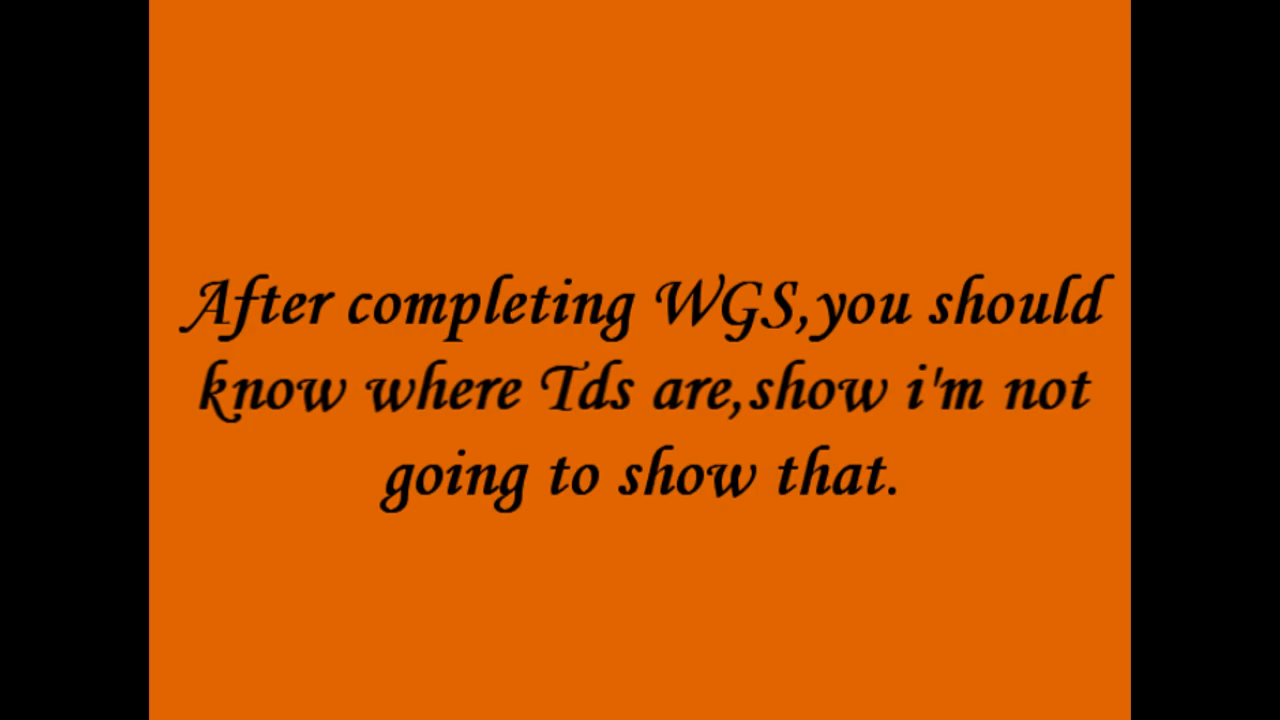 After completing WGS,you should
know where Tds are,show i'm not
going to show that.